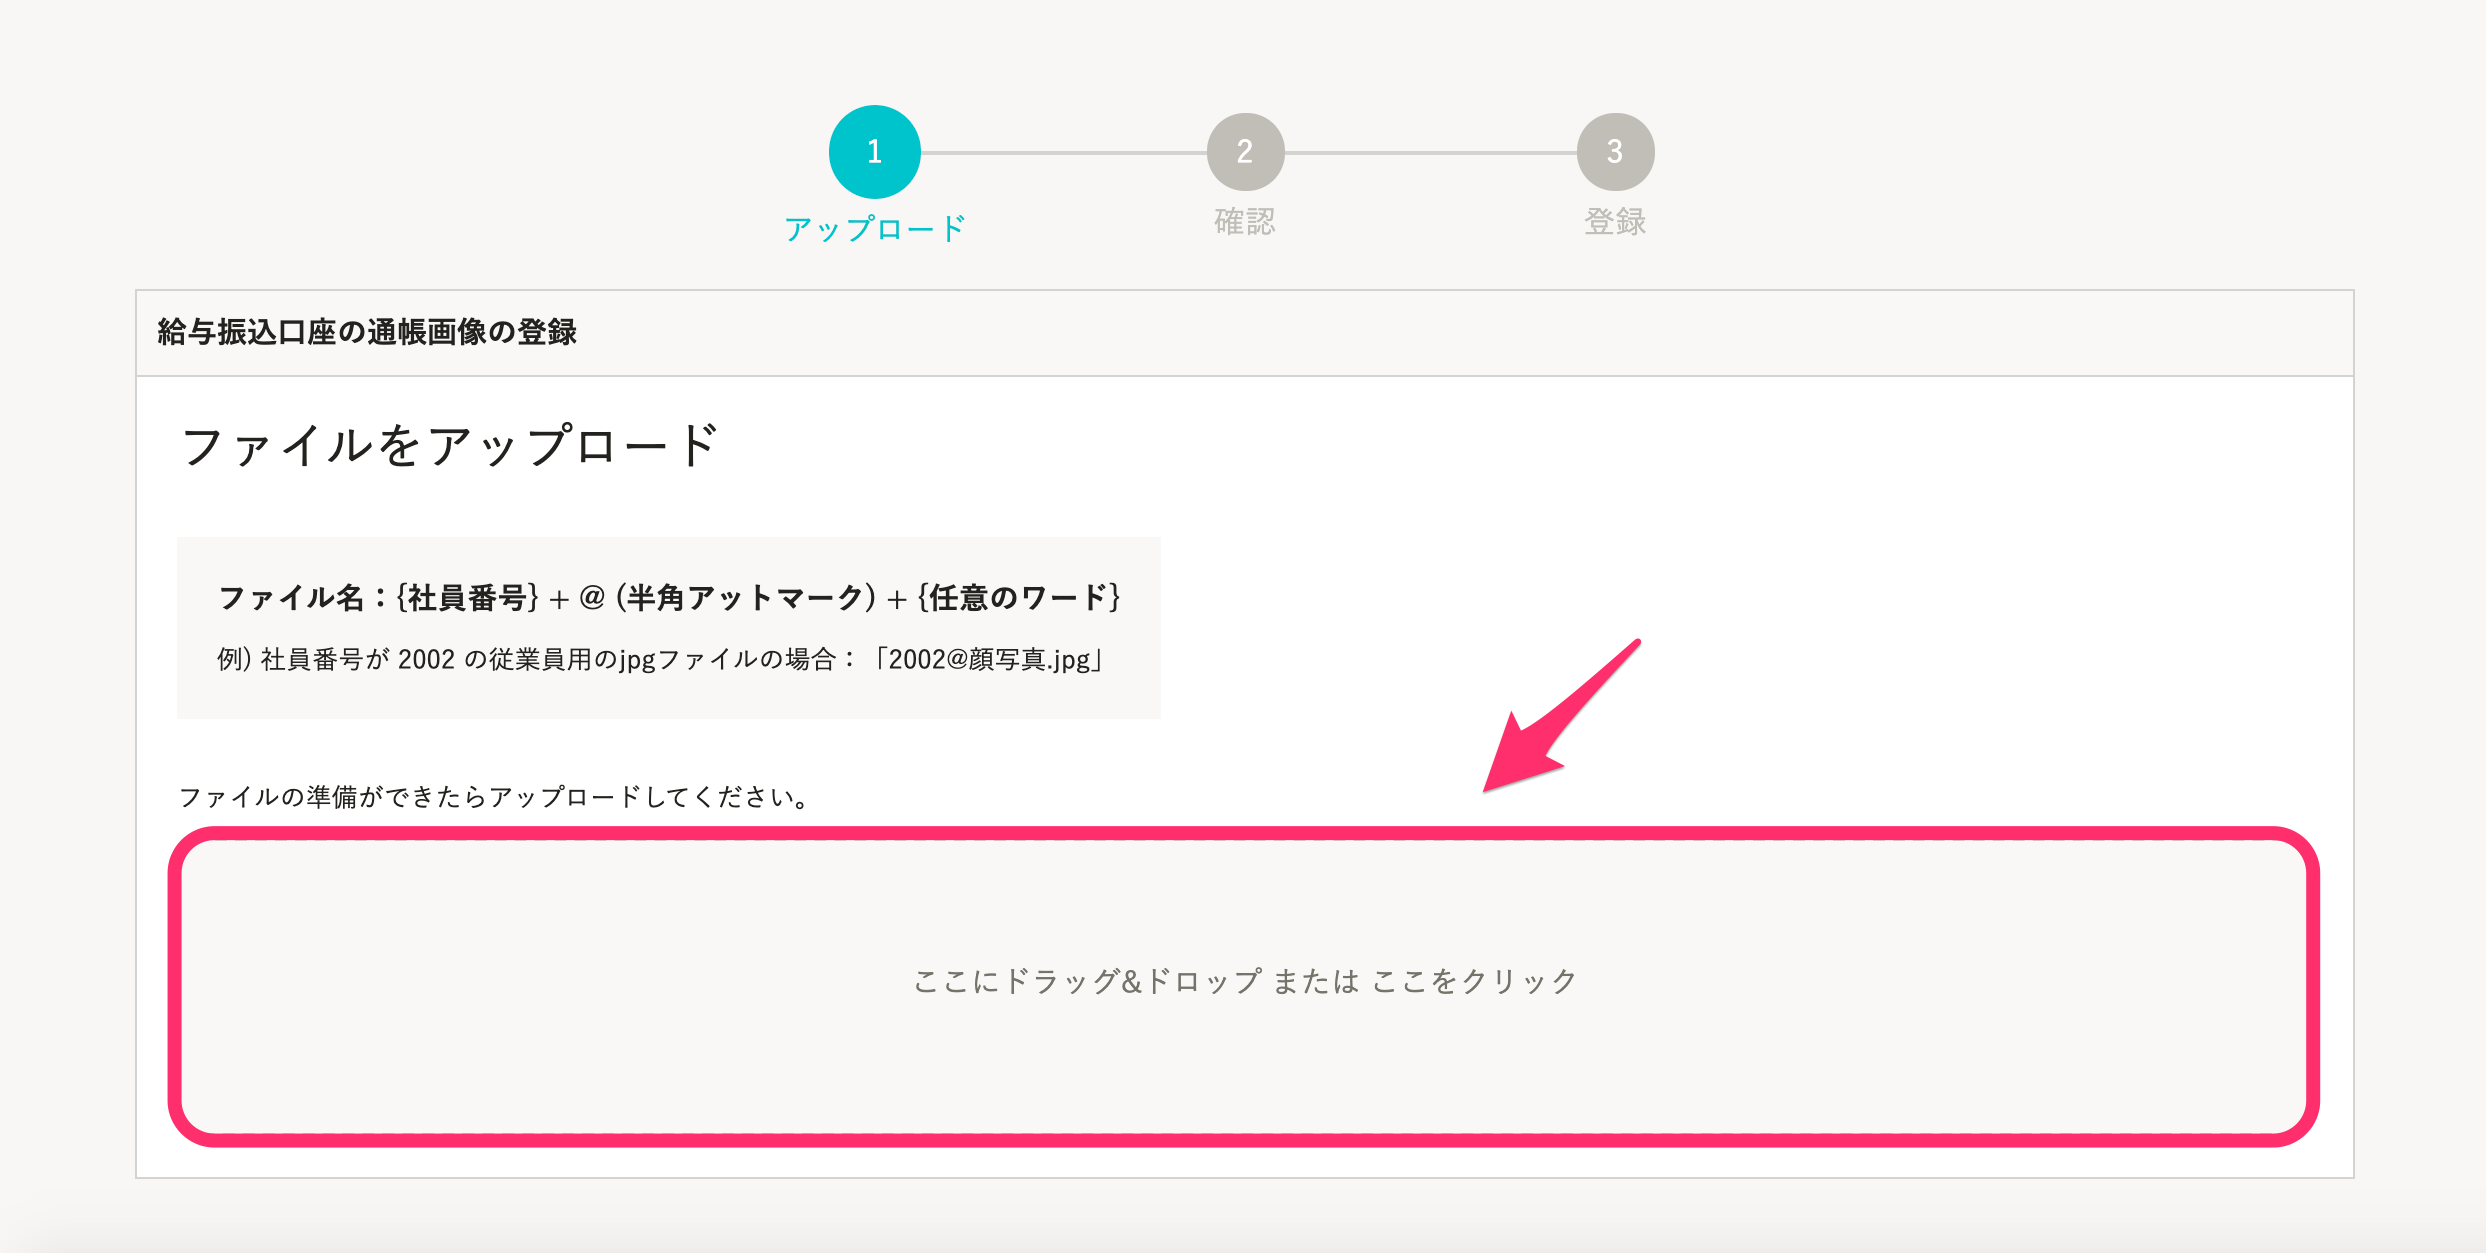 1
2
3
アップロード
確認
登録
給与振込口座の通帳画像の登録
ファイルをアップロード
ファイル名：{社員番号} + @ (半角アットマーク) + {任意のワード}
例) 社員番号が 2002 の従業員用のjpgファイルの場合：「2002@顔写真.jpg」
ファイルの準備ができたらアップロードしてください。
ここにドラッグ&ドロップ または ここをクリック